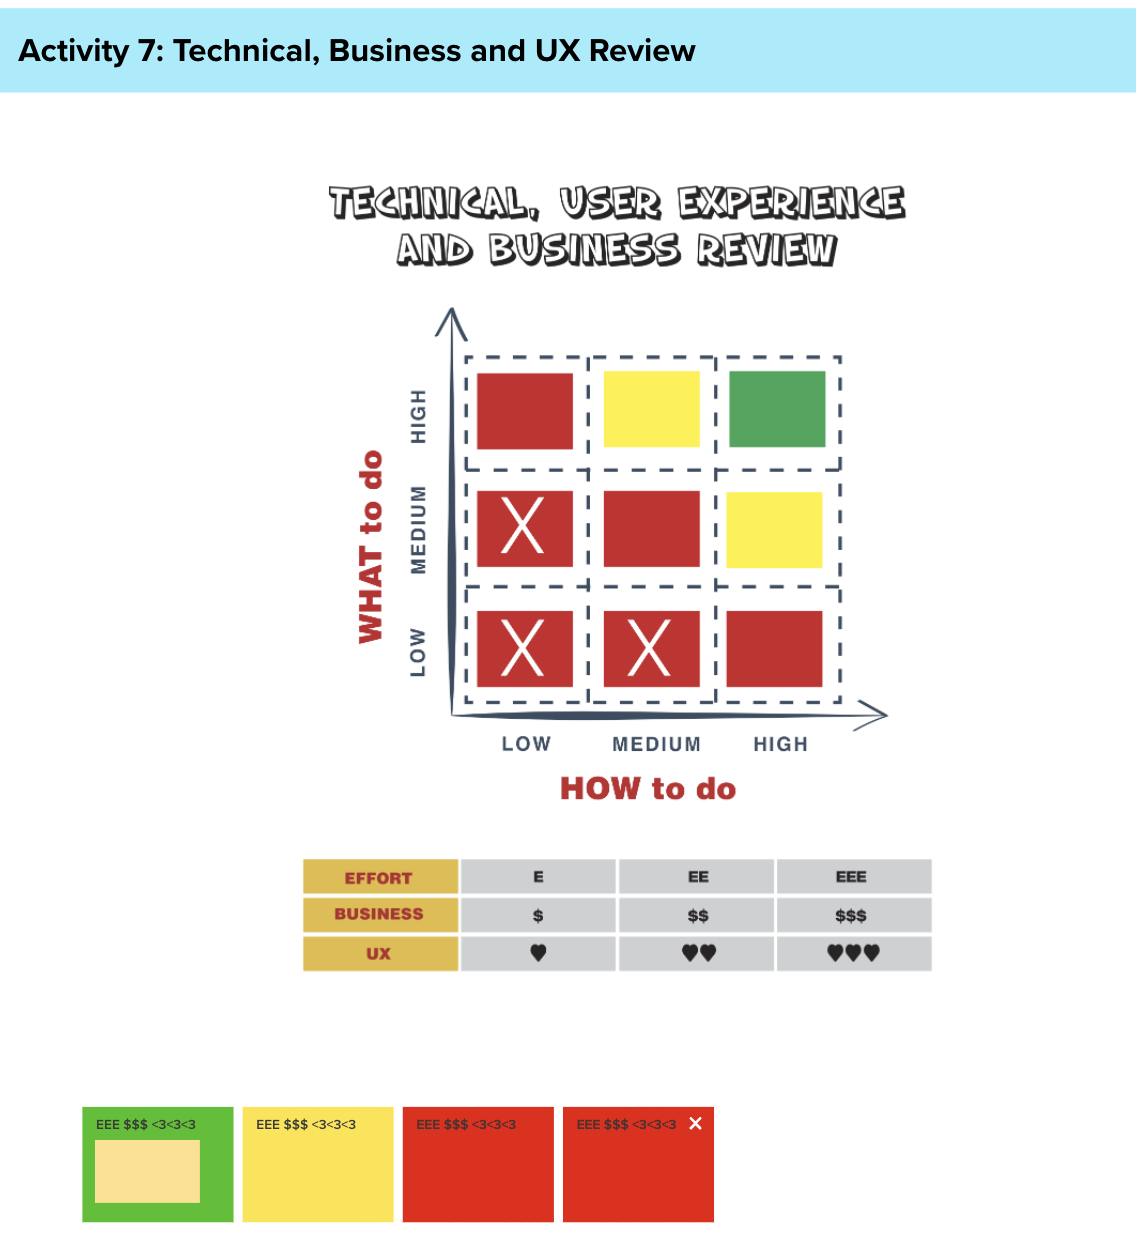 Activity 7: Technical, Business and UX Review
TECHNICAL, USER EXPERIENCE
AND BUSINESS REVIEW
WHAT to do
HIGH
MEDIUM
LOW
X
X X
LOW MEDIUM HIGH
HOW to do
EFFORT E EE EEE
BUSINESS $ $$ $$$
UX ♥ ♥♥ ♥♥♥
EEE $$$ <3<3<3 EEE $$$ <3<3<3 EEE $$$ <3<3<3 EEE $$$ <3<3<3 ×